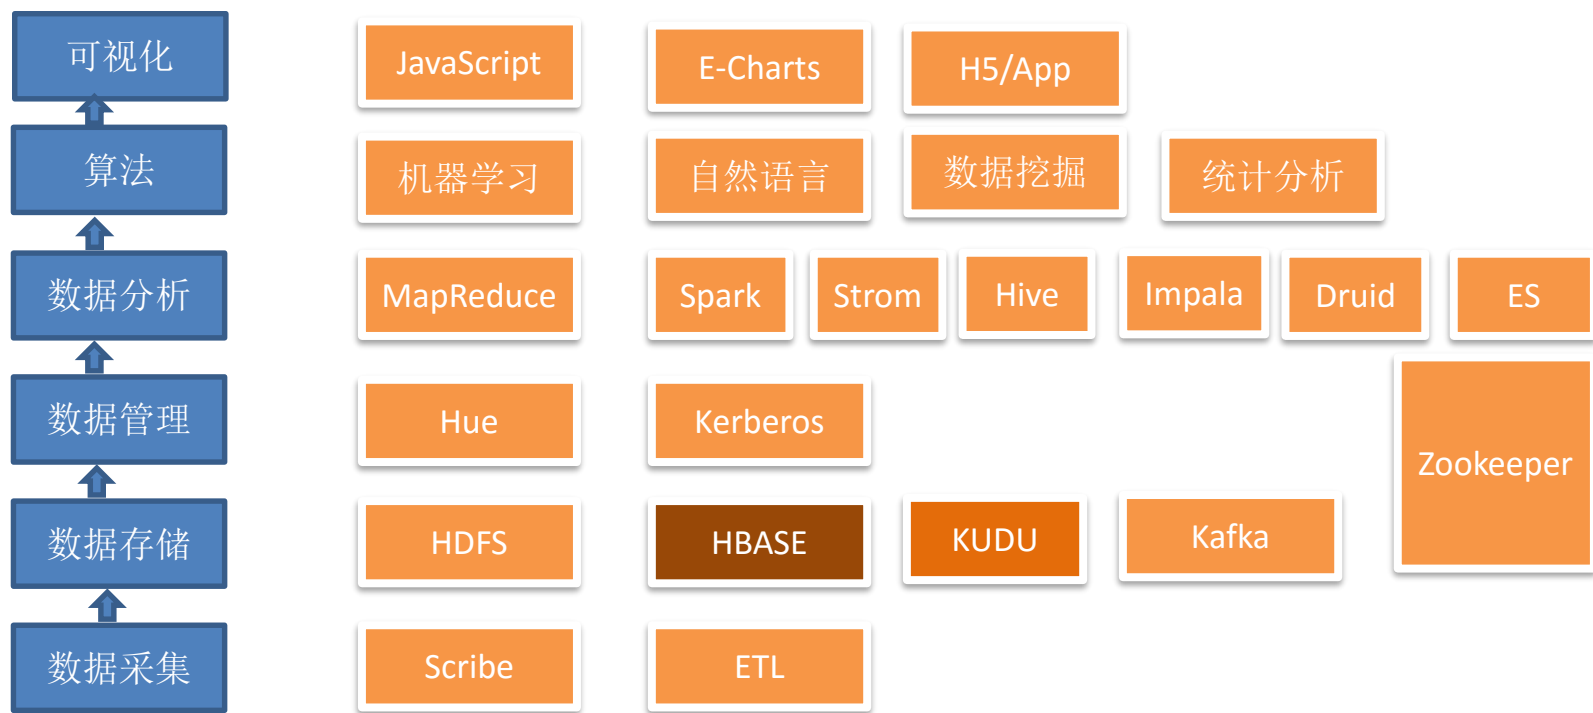 可视化
JavaScript
E-Charts
H5/App
算法
机器学习
自然语言
数据挖掘
统计分析
数据分析
MapReduce
Spark
Strom
Hive
Impala
Druid
ES
数据管理
Hue
Kerberos
Zookeeper
数据存储
HDFS
HBASE
KUDU
Kafka
数据采集
Scribe
ETL